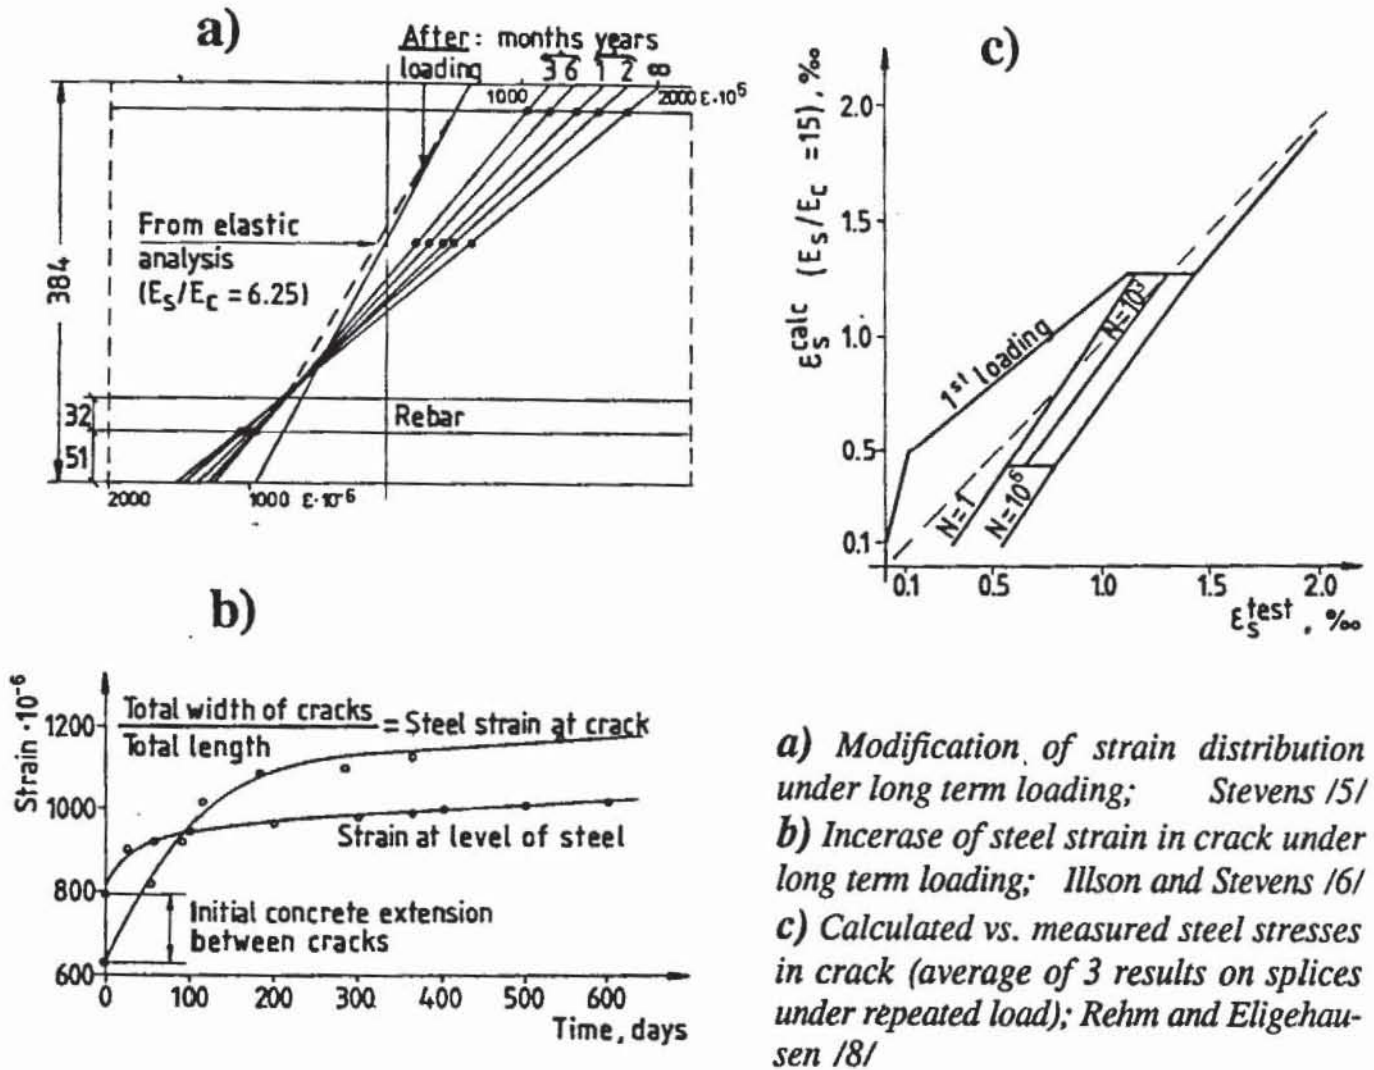 a)
After: months years
loading 3 6 1 2 ∞
1000 2000 ε·10⁶
From elastic
analysis
(E_s/E_c = 6.25)
384
32
51
Rebar
2000 1000 ε·10⁻⁶
c)
ε_s^calc (E_s/E_c = 15), ‰
2.0
1.5
1.0
0.5
0.1
1st loading
N=10³
N=1
N=10⁶
0.1 0.5 1.0 1.5 2.0
ε_s^test, ‰
b)
Strain·10⁻⁶
1200
1000
800
600
Total width of cracks = Steel strain at crack
Total length
Strain at level of steel
Initial concrete extension
between cracks
0 100 200 300 400 500 600
Time, days
a) Modification of strain distribution
under long term loading; Stevens /5/
b) Incerase of steel strain in crack under
long term loading; Illson and Stevens /6/
c) Calculated vs. measured steel stresses
in crack (average of 3 results on splices
under repeated load); Rehm and Eligehau-
sen /8/